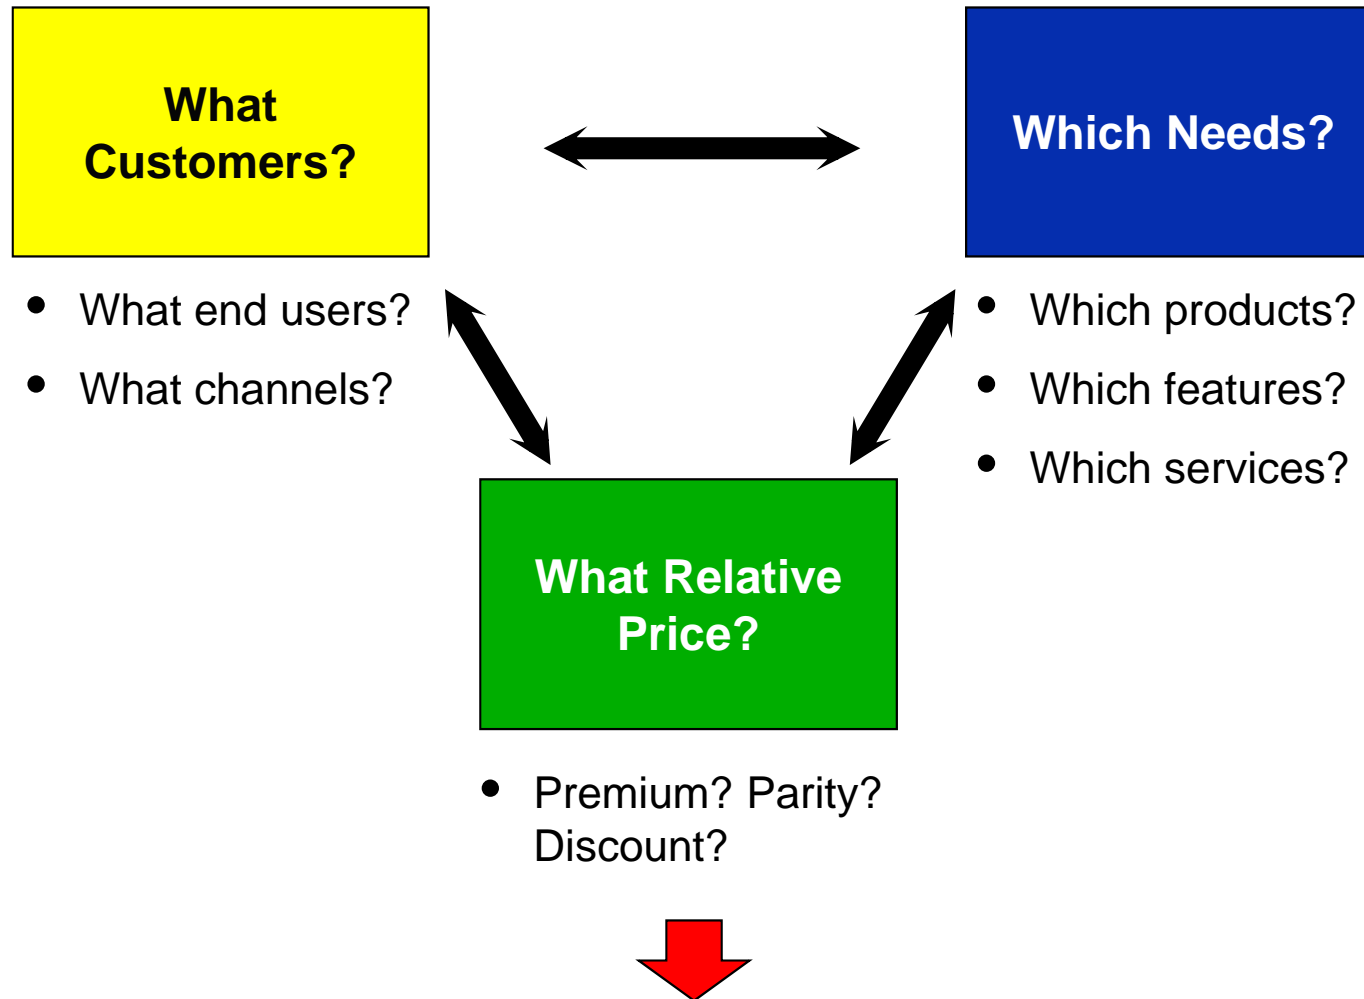 What
Customers?
Which Needs?
• What end users?
• What channels?
• Which products?
• Which features?
• Which services?
What Relative
Price?
• Premium? Parity?
Discount?